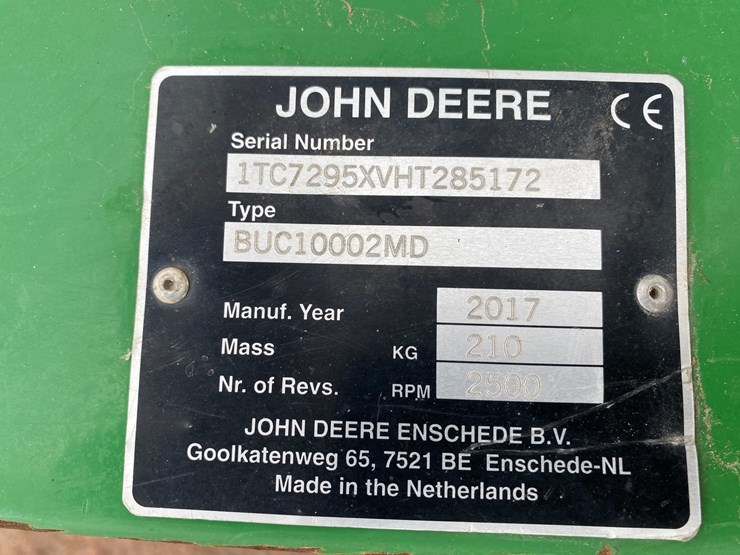 JOHN DEERE CE
Serial Number
1TC7295XVHT285172
Type
BUC10002MD
Manuf. Year 2017
Mass KG 210
Nr. of Revs. RPM 2500
JOHN DEERE ENSCHEDE B.V.
Goolkatenweg 65, 7521 BE Enschede-NL
Made in the Netherlands